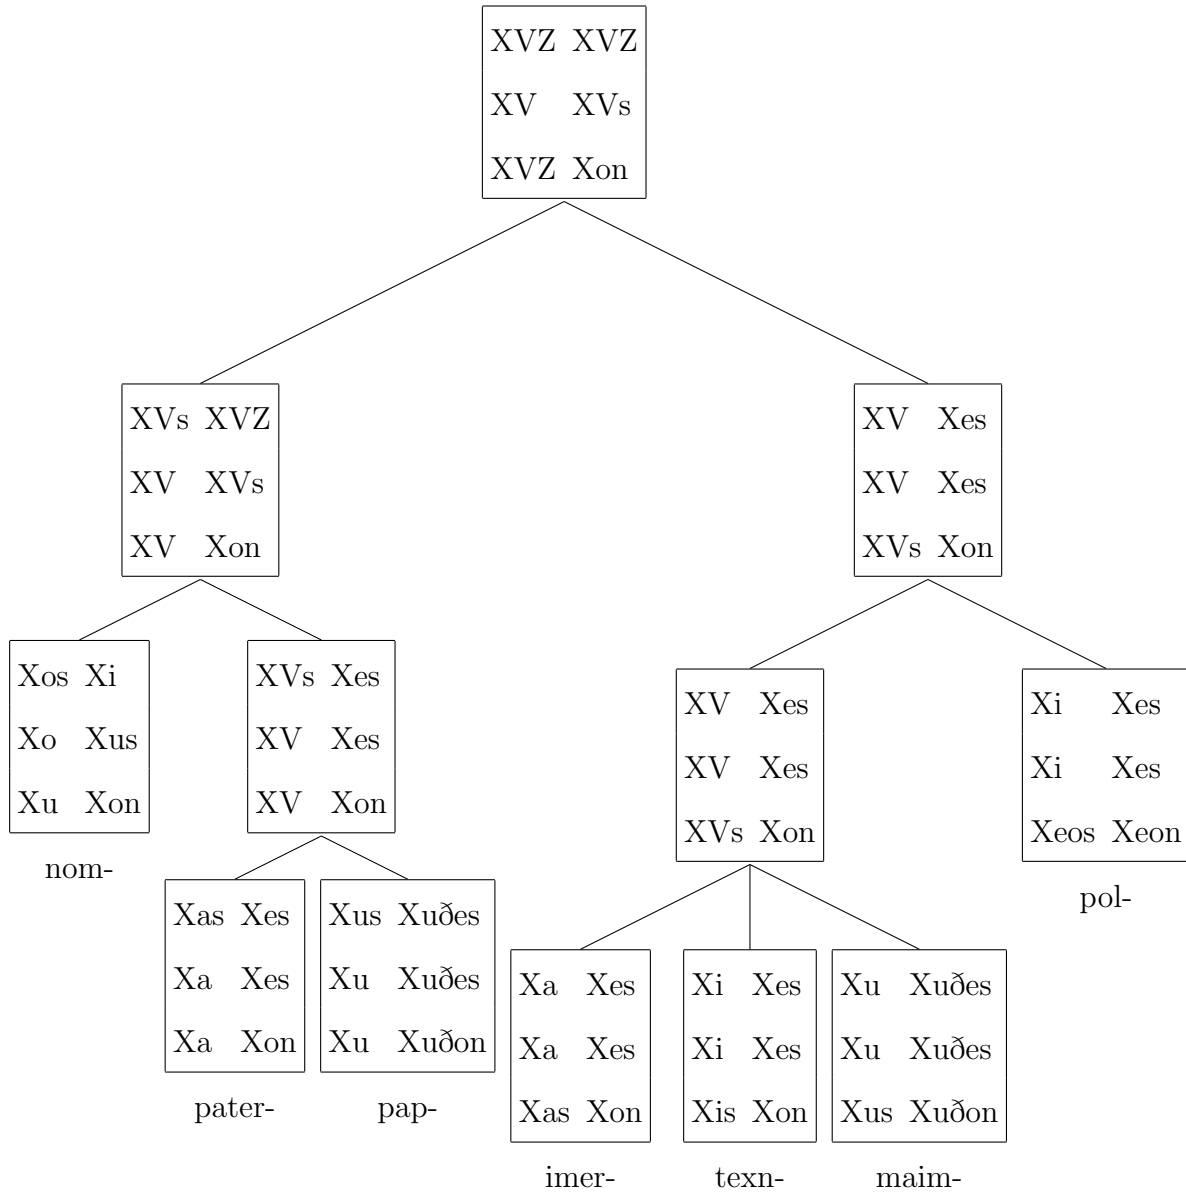 XVZ XVZ
XV XVs
XVZ Xon
XVs XVZ
XV XVs
XV Xon
XV Xes
XV Xes
XVs Xon
Xos Xi
Xo Xus
Xu Xon
nom-
XVs Xes
XV Xes
XV Xon
XV Xes
XV Xes
XVs Xon
Xi Xes
Xi Xes
Xeos Xeon
pol-
Xas Xes
Xa Xes
Xa Xon
pater-
Xus Xuðes
Xu Xuðes
Xu Xuðon
pap-
Xa Xes
Xa Xes
Xas Xon
imer-
Xi Xes
Xi Xes
Xis Xon
texn-
Xu Xuðes
Xu Xuðes
Xus Xuðon
maim-